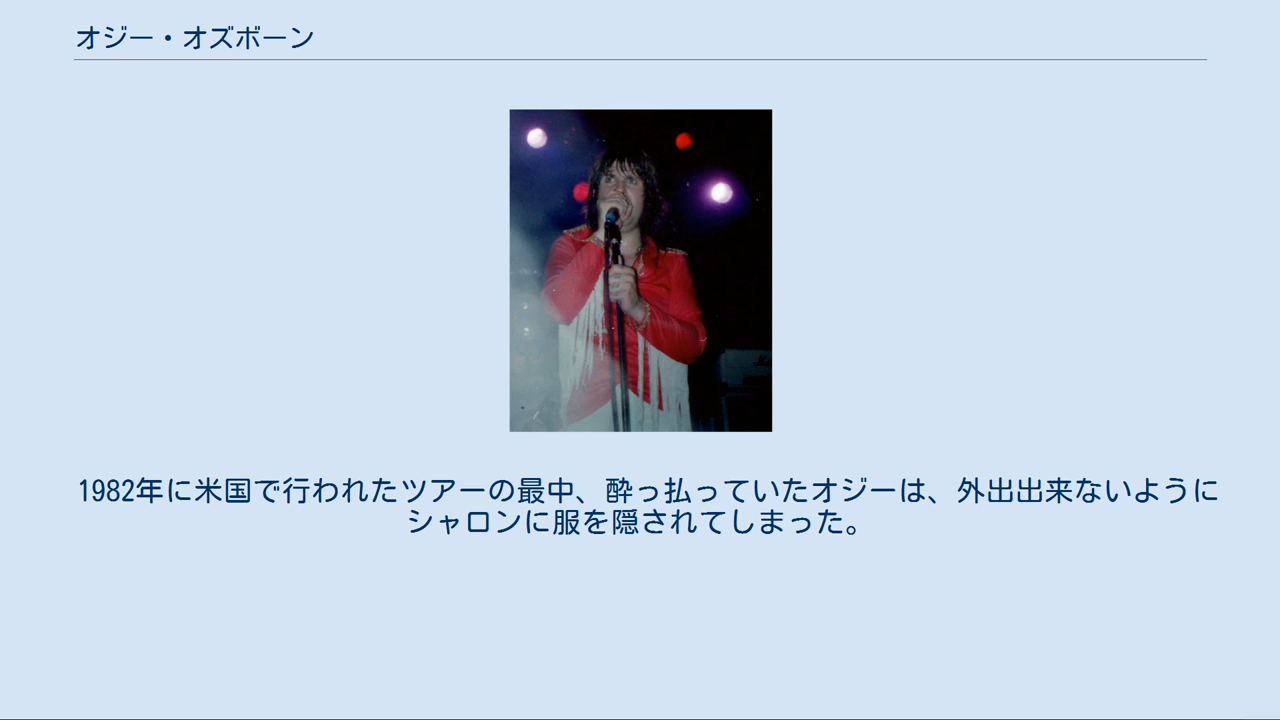 オジー・オズボーン
1982年に米国で行われたツアーの最中、酔っ払っていたオジーは、外出出来ないように
シャロンに服を隠されてしまった。